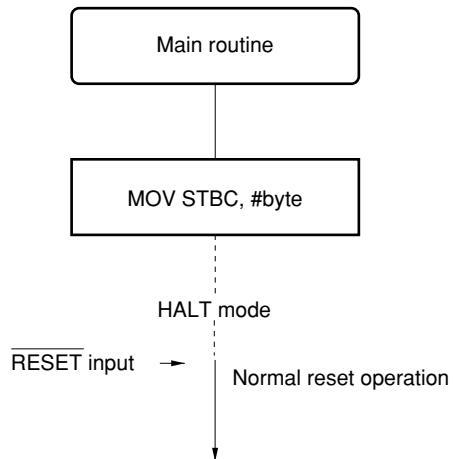 Main routine
MOV STBC, #byte
HALT mode
RESET input
Normal reset operation